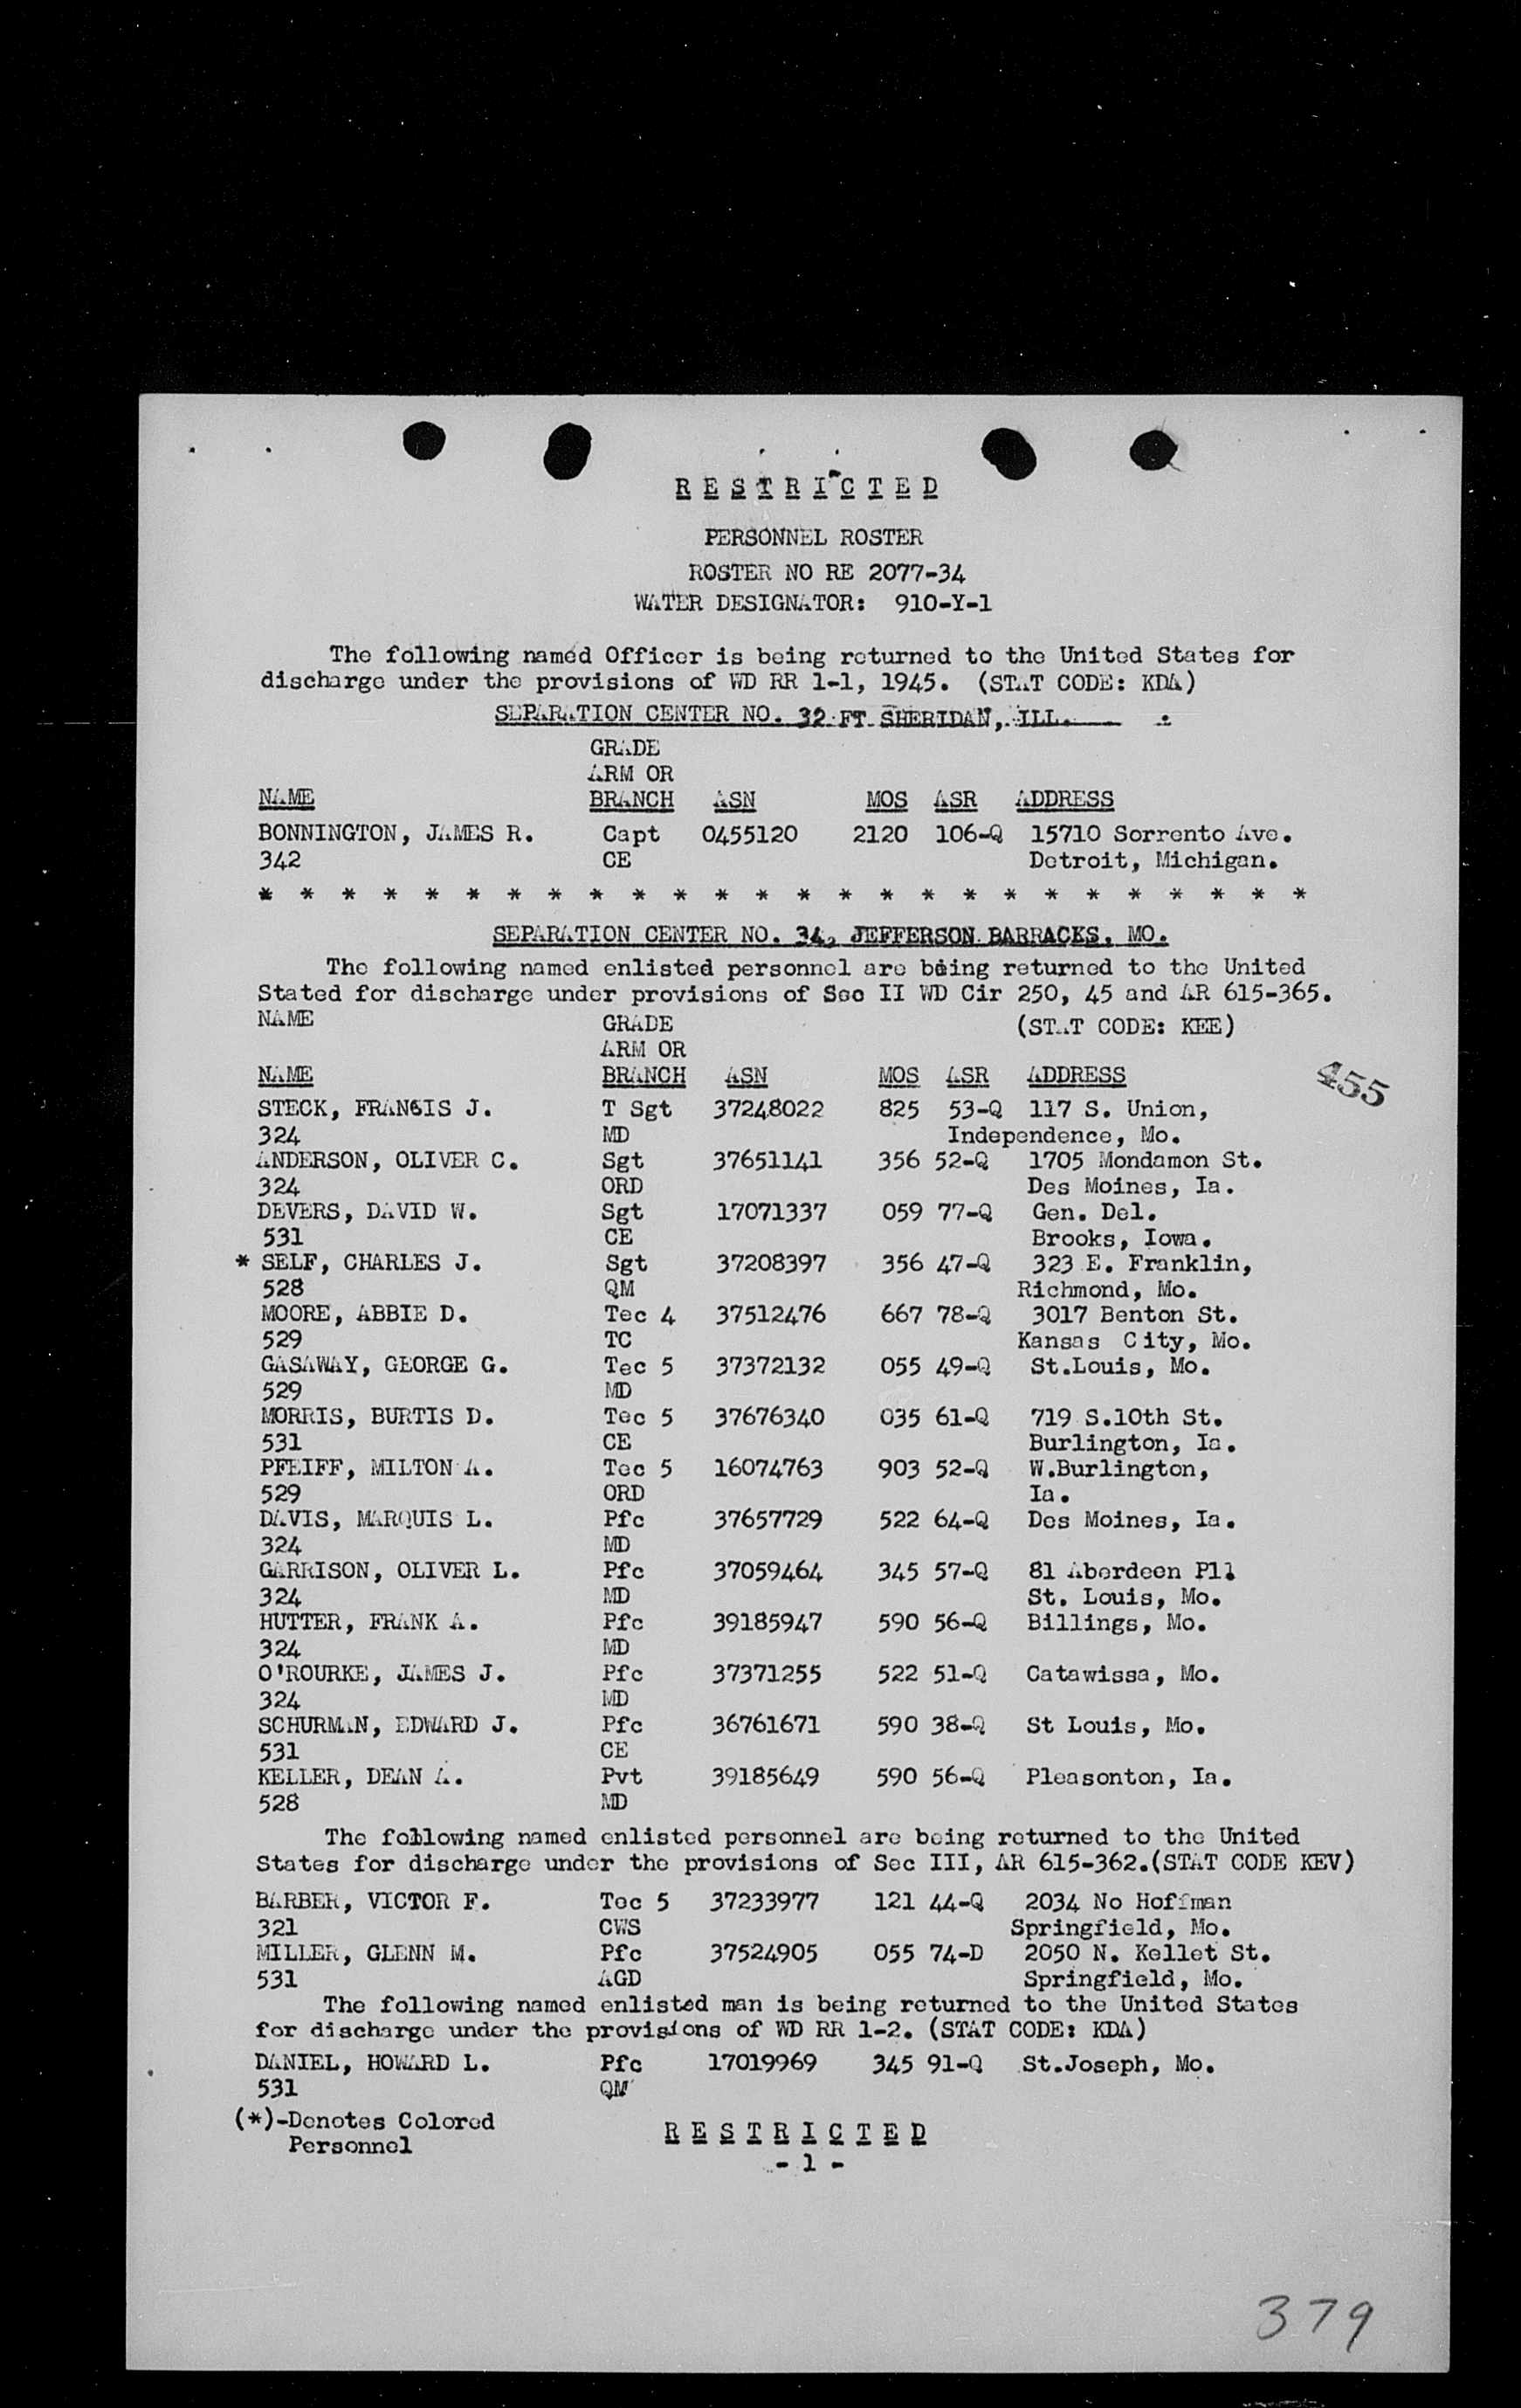 RESTRICTED
PERSONNEL ROSTER
ROSTER NO RE 2077-34
WATER DESIGNATOR: 910-Y-1
The following named Officer is being returned to the United States for
discharge under the provisions of WD RR 1-1, 1945. (STAT CODE: KDA)
SEPARATION CENTER NO. 32 FT SHERIDAN, ILL.
GRADE
ARM OR
NAME BRANCH ASN MOS ASR ADDRESS
BONNINGTON, JAMES R. Capt 0455120 2120 106-Q 15710 Sorrento Ave.
342 CE Detroit, Michigan.
* * * * * * * * * * * * * * * * * * * * * * * * * *
SEPARATION CENTER NO. 34, JEFFERSON BARRACKS, MO.
The following named enlisted personnel are being returned to the United
Stated for discharge under provisions of Sec II WD Cir 250, 45 and AR 615-365.
NAME GRADE (STAT CODE: KEE)
ARM OR
NAME BRANCH ASN MOS ASR ADDRESS
455
STECK, FRANCIS J. T Sgt 37248022 825 53-Q 117 S. Union,
324 MD Independence, Mo.
ANDERSON, OLIVER C. Sgt 37651141 356 52-Q 1705 Mondamon St.
324 ORD Des Moines, Ia.
DEVERS, DAVID W. Sgt 17071337 059 77-Q Gen. Del.
531 CE Brooks, Iowa.
* SELF, CHARLES J. Sgt 37208397 356 47-Q 323 E. Franklin,
528 QM Richmond, Mo.
MOORE, ABBIE D. Tec 4 37512476 667 78-Q 3017 Benton St.
529 TC Kansas City, Mo.
GASAWAY, GEORGE G. Tec 5 37372132 055 49-Q St.Louis, Mo.
529 MD
MORRIS, BURTIS D. Tec 5 37676340 035 61-Q 719 S.10th St.
531 CE Burlington, Ia.
PFEIFF, MILTON A. Tec 5 16074763 903 52-Q W.Burlington,
529 ORD Ia.
DAVIS, MARQUIS L. Pfc 37657729 522 64-Q Des Moines, Ia.
324 MD
GARRISON, OLIVER L. Pfc 37059464 345 57-Q 81 Aberdeen Pl.
324 MD St. Louis, Mo.
HUTTER, FRANK A. Pfc 39185947 590 56-Q Billings, Mo.
324 MD
O'ROURKE, JAMES J. Pfc 37371255 522 51-Q Catawissa, Mo.
324 MD
SCHURMAN, EDWARD J. Pfc 36761671 590 38-Q St Louis, Mo.
531 CE
KELLER, DEAN A. Pvt 39185649 590 56-Q Pleasonton, Ia.
528 MD
The following named enlisted personnel are being returned to the United
States for discharge under the provisions of Sec III, AR 615-362.(STAT CODE KEV)
BARBER, VICTOR F. Tec 5 37233977 121 44-Q 2034 No Hoffman
321 CWS Springfield, Mo.
MILLER, GLENN M. Pfc 37524905 055 74-D 2050 N. Kellet St.
531 AGD Springfield, Mo.
The following named enlisted man is being returned to the United States
for discharge under the provisions of WD RR 1-2. (STAT CODE: KDA)
DANIEL, HOWARD L. Pfc 17019969 345 91-Q St.Joseph, Mo.
531 QM
(*)-Denotes Colored
Personnel
RESTRICTED
- 1 -
379